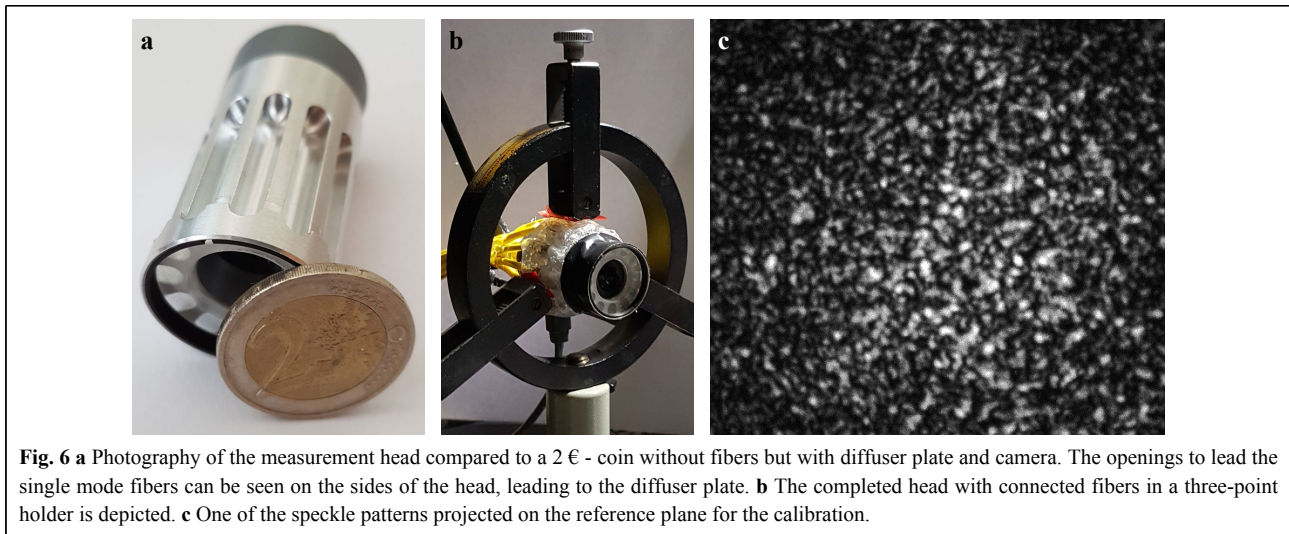 a
b
c
2
Fig. 6 a Photography of the measurement head compared to a 2 € - coin without fibers but with diffuser plate and camera. The openings to lead the
single mode fibers can be seen on the sides of the head, leading to the diffuser plate. b The completed head with connected fibers in a three-point
holder is depicted. c One of the speckle patterns projected on the reference plane for the calibration.